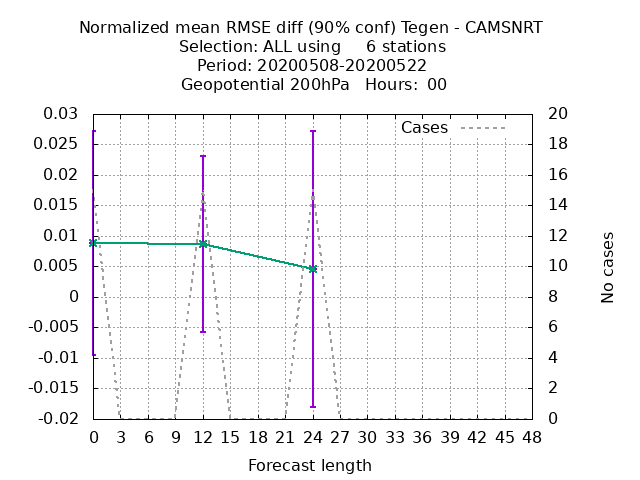 Normalized mean RMSE diff (90% conf) Tegen - CAMSNRT
Selection: ALL using     6 stations
Period: 20200508-20200522
Geopotential 200hPa   Hours:  00
Cases
0.03
0.025
0.02
0.015
0.01
0.005
0
-0.005
-0.01
-0.015
-0.02
20
18
16
14
12
10
8
6
4
2
0
No cases
0 3 6 9 12 15 18 21 24 27 30 33 36 39 42 45 48
Forecast length